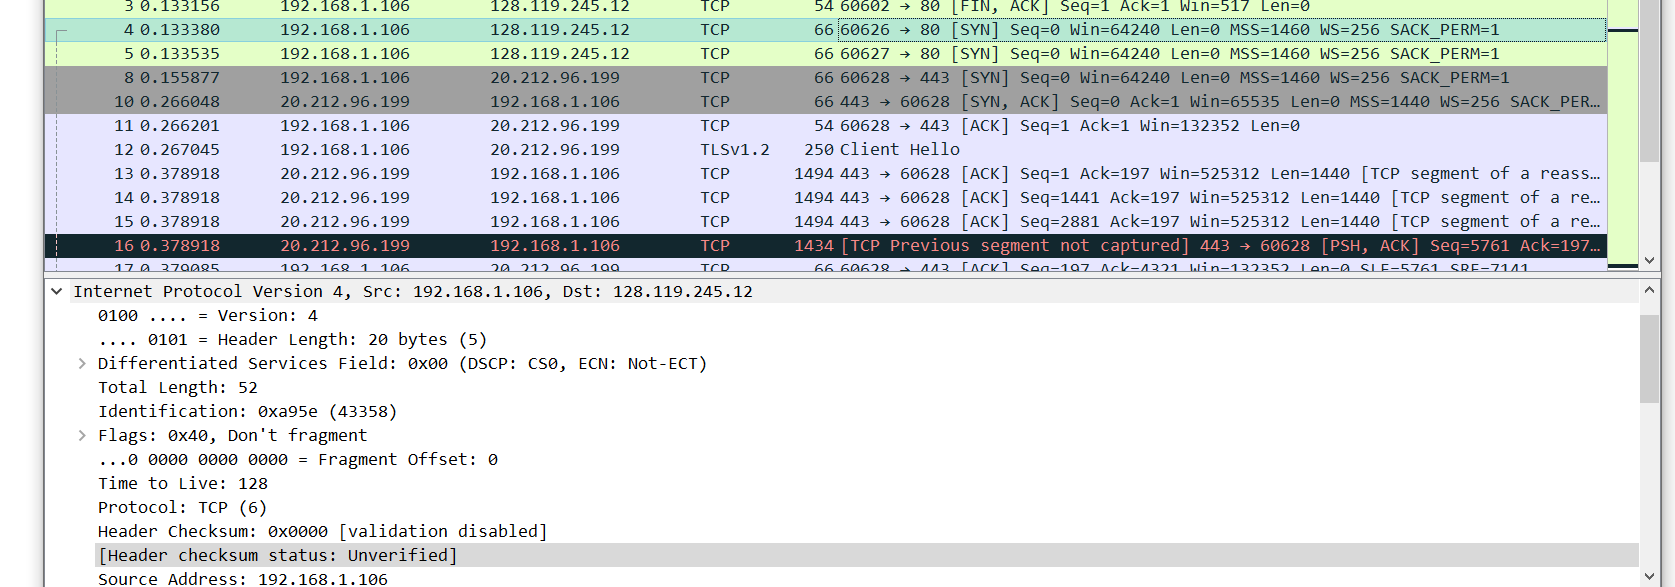 3 0.133156 192.168.1.106 128.119.245.12 TCP 54 60602 → 80 [FIN, ACK] Seq=1 Ack=1 Win=517 Len=0
4 0.133380 192.168.1.106 128.119.245.12 TCP 66 60626 → 80 [SYN] Seq=0 Win=64240 Len=0 MSS=1460 WS=256 SACK_PERM=1
5 0.133535 192.168.1.106 128.119.245.12 TCP 66 60627 → 80 [SYN] Seq=0 Win=64240 Len=0 MSS=1460 WS=256 SACK_PERM=1
8 0.155877 192.168.1.106 20.212.96.199 TCP 66 60628 → 443 [SYN] Seq=0 Win=64240 Len=0 MSS=1460 WS=256 SACK_PERM=1
10 0.266048 20.212.96.199 192.168.1.106 TCP 66 443 → 60628 [SYN, ACK] Seq=0 Ack=1 Win=65535 Len=0 MSS=1440 WS=256 SACK_PER…
11 0.266201 192.168.1.106 20.212.96.199 TCP 54 60628 → 443 [ACK] Seq=1 Ack=1 Win=132352 Len=0
12 0.267045 192.168.1.106 20.212.96.199 TLSv1.2 250 Client Hello
13 0.378918 20.212.96.199 192.168.1.106 TCP 1494 443 → 60628 [ACK] Seq=1 Ack=197 Win=525312 Len=1440 [TCP segment of a reass…
14 0.378918 20.212.96.199 192.168.1.106 TCP 1494 443 → 60628 [ACK] Seq=1441 Ack=197 Win=525312 Len=1440 [TCP segment of a re…
15 0.378918 20.212.96.199 192.168.1.106 TCP 1494 443 → 60628 [ACK] Seq=2881 Ack=197 Win=525312 Len=1440 [TCP segment of a re…
16 0.378918 20.212.96.199 192.168.1.106 TCP 1434 [TCP Previous segment not captured] 443 → 60628 [PSH, ACK] Seq=5761 Ack=197…
17 0.379085 192.168.1.106 20.212.96.199 TCP 66 60628 → 443 [ACK] Seq=197 Ack=4321 Win=132352 Len=0 SLE=5761 SRE=7141
Internet Protocol Version 4, Src: 192.168.1.106, Dst: 128.119.245.12
0100 .... = Version: 4
.... 0101 = Header Length: 20 bytes (5)
Differentiated Services Field: 0x00 (DSCP: CS0, ECN: Not-ECT)
Total Length: 52
Identification: 0xa95e (43358)
Flags: 0x40, Don't fragment
...0 0000 0000 0000 = Fragment Offset: 0
Time to Live: 128
Protocol: TCP (6)
Header Checksum: 0x0000 [validation disabled]
[Header checksum status: Unverified]
Source Address: 192.168.1.106